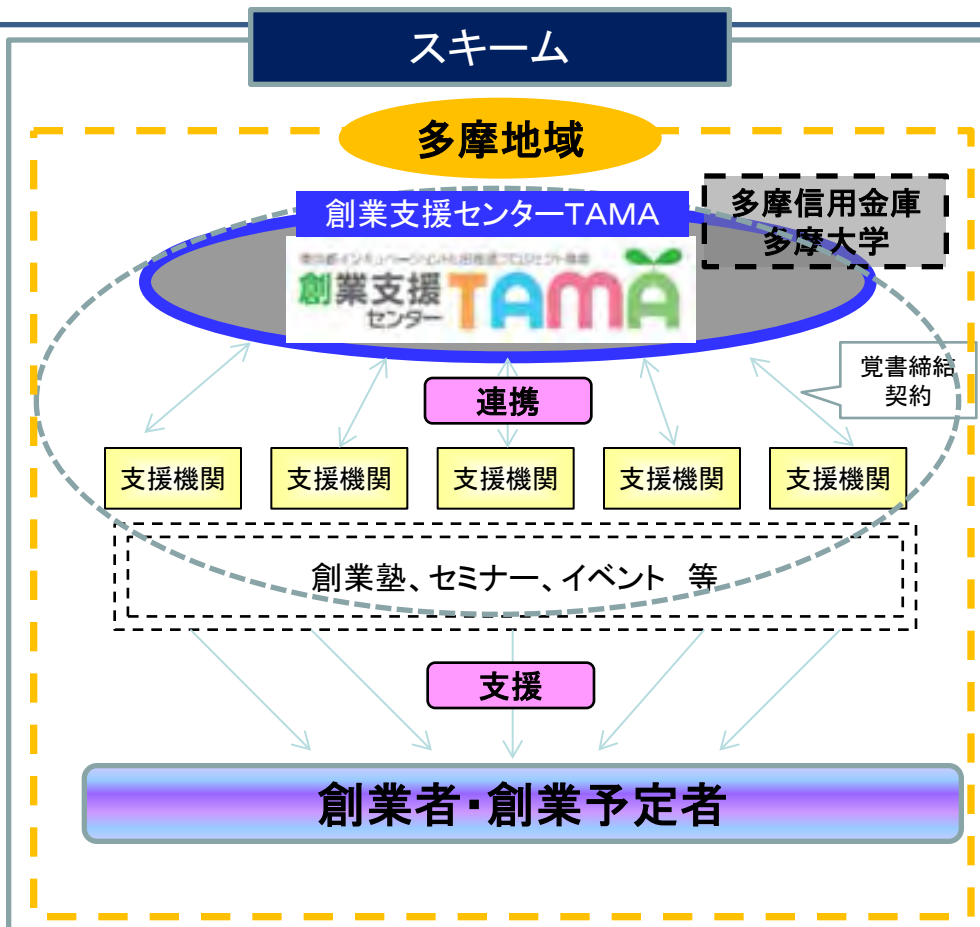 スキーム
多摩地域
多摩信用金庫
多摩大学
創業支援センターTAMA
創業支援
センター
TAMA
覚書締結
契約
連携
支援機関
支援機関
支援機関
支援機関
支援機関
創業塾、セミナー、イベント 等
支援
創業者・創業予定者